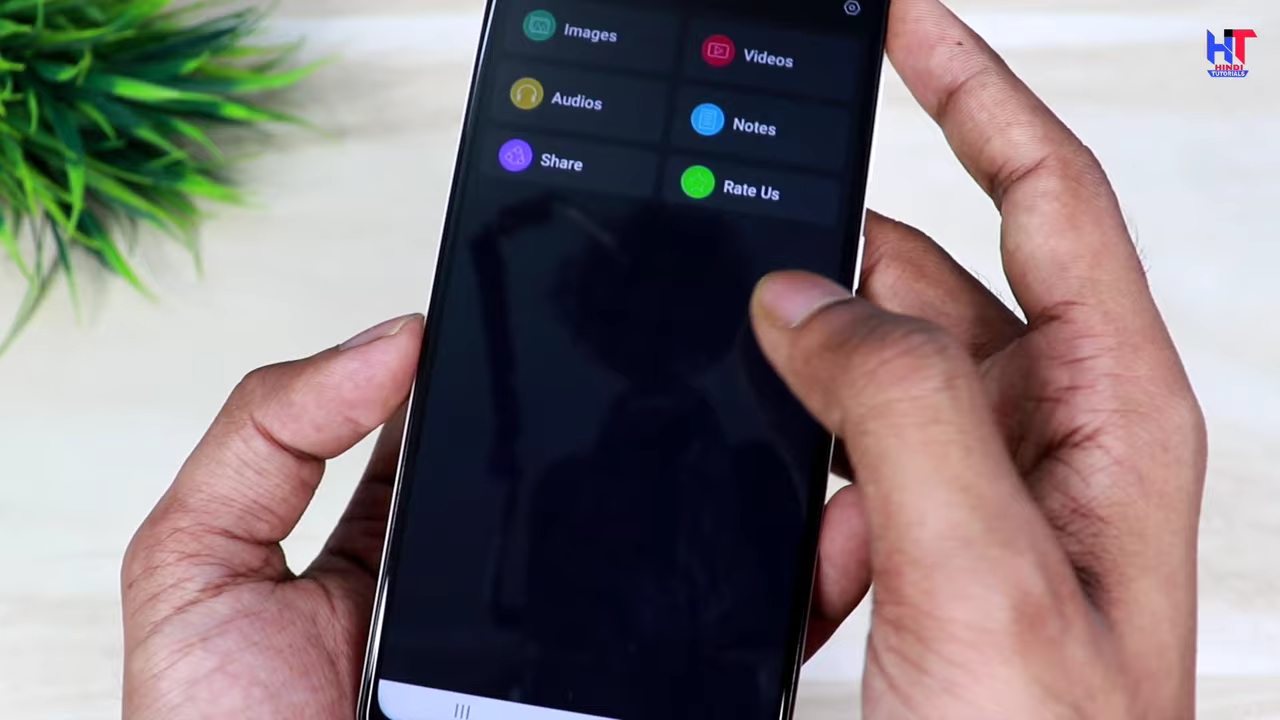 Images
Videos
Audios
Notes
Share
Rate Us
HT
HINDI
TUTORIALS